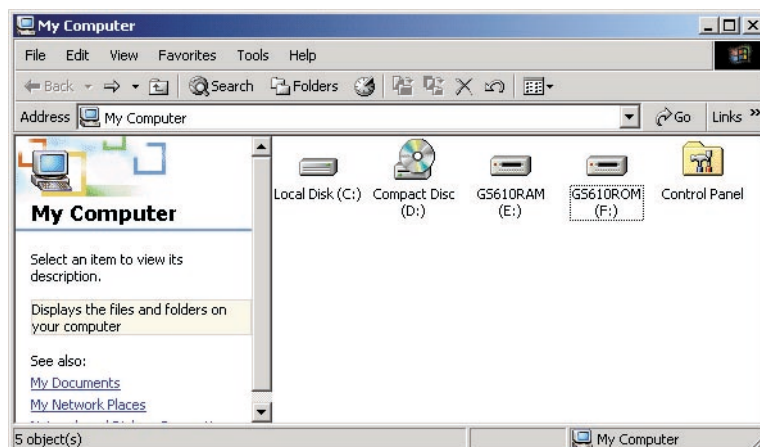 My Computer
File Edit View Favorites Tools Help
Back Search Folders
Address My Computer Go Links »
Local Disk (C:) Compact Disc (D:) GS610RAM (E:) GS610ROM (F:) Control Panel
My Computer
Select an item to view its
description.
Displays the files and folders on
your computer
See also:
My Documents
My Network Places
5 object(s) My Computer